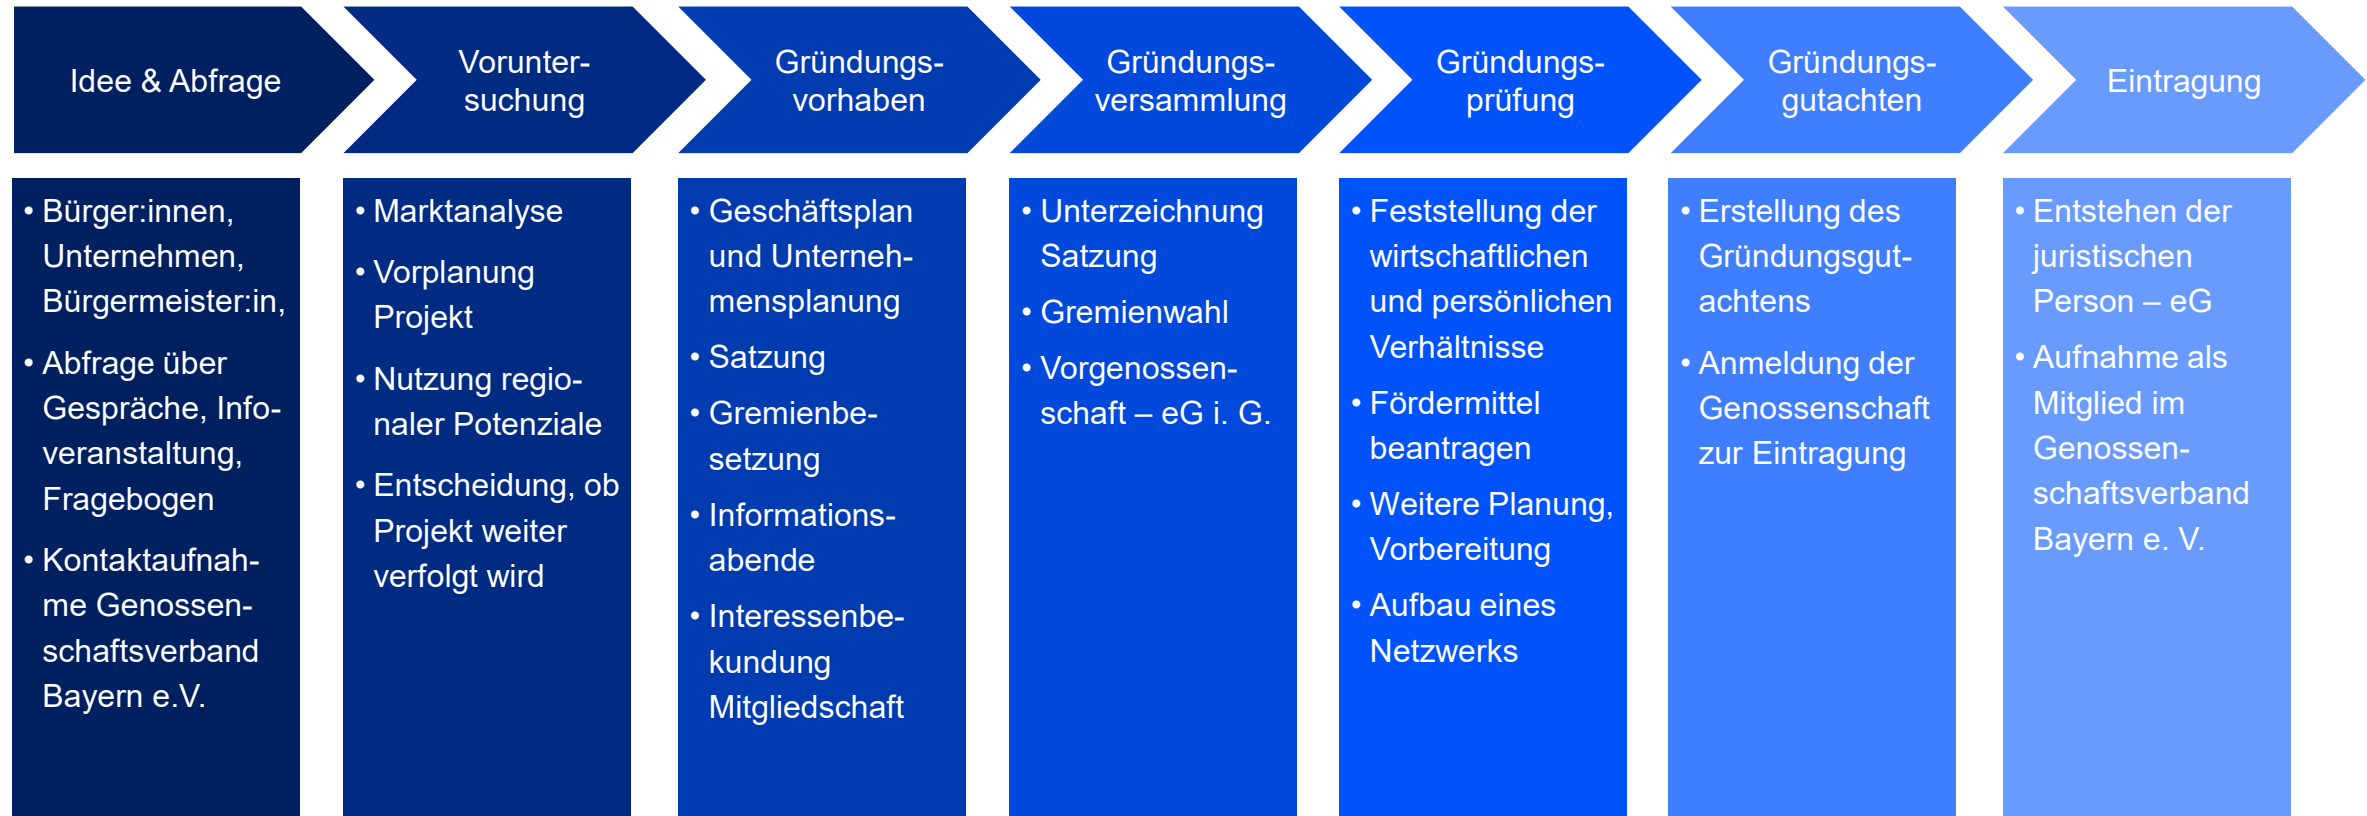 Idee & Abfrage
Vorunter-
suchung
Gründungs-
vorhaben
Gründungs-
versammlung
Gründungs-
prüfung
Gründungs-
gutachten
Eintragung
• Bürger:innen,
Unternehmen,
Bürgermeister:in,
• Abfrage über
Gespräche, Info-
veranstaltung,
Fragebogen
• Kontaktaufnah-
me Genossen-
schaftsverband
Bayern e.V.
• Marktanalyse
• Vorplanung
Projekt
• Nutzung regio-
naler Potenziale
• Entscheidung, ob
Projekt weiter
verfolgt wird
• Geschäftsplan
und Unterneh-
mensplanung
• Satzung
• Gremienbe-
setzung
• Informations-
abende
• Interessenbe-
kundung
Mitgliedschaft
• Unterzeichnung
Satzung
• Gremienwahl
• Vorgenossen-
schaft – eG i. G.
• Feststellung der
wirtschaftlichen
und persönlichen
Verhältnisse
• Fördermittel
beantragen
• Weitere Planung,
Vorbereitung
• Aufbau eines
Netzwerks
• Erstellung des
Gründungsgut-
achtens
• Anmeldung der
Genossenschaft
zur Eintragung
• Entstehen der
juristischen
Person – eG
• Aufnahme als
Mitglied im
Genossen-
schaftsverband
Bayern e. V.